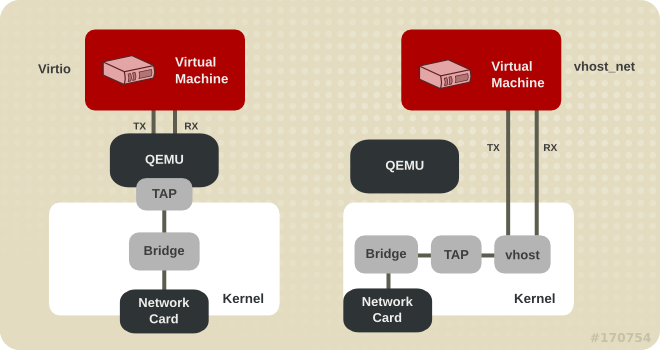 Virtio
Virtual
Machine
TX
RX
QEMU
TAP
Bridge
Network
Card
Kernel
Virtual
Machine
vhost_net
TX
RX
QEMU
Bridge
TAP
vhost
Network
Card
Kernel
#170754